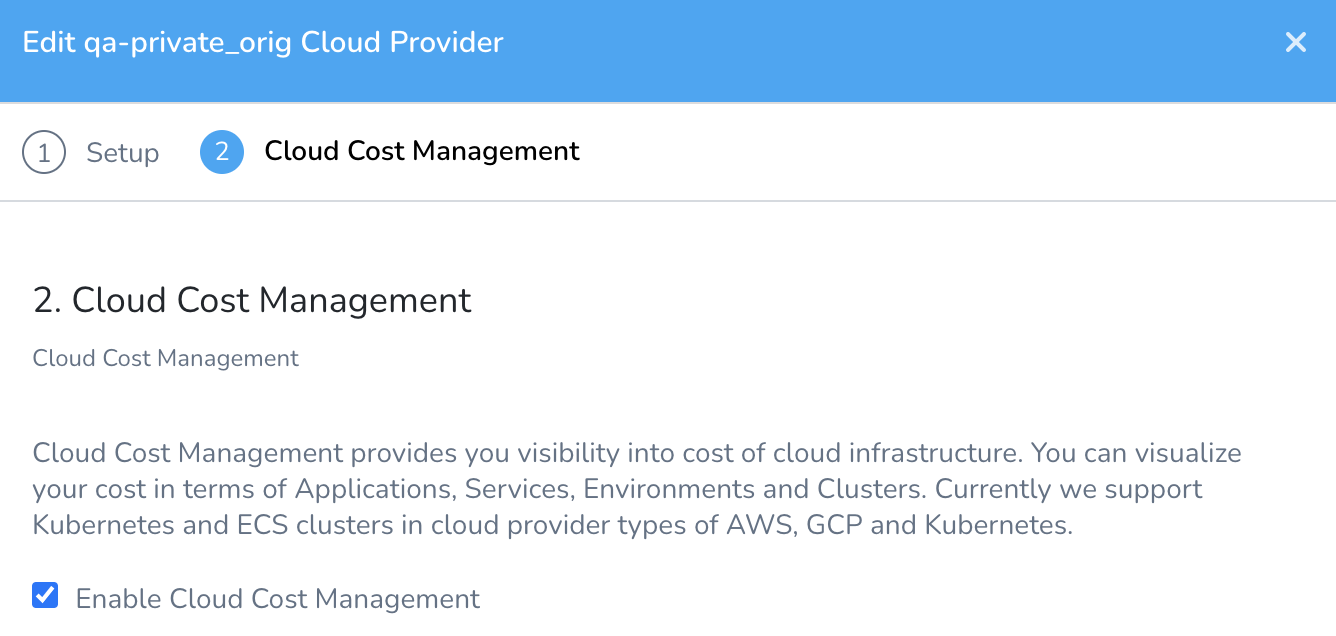 Edit qa-private_orig Cloud Provider
1 Setup 2 Cloud Cost Management
2. Cloud Cost Management
Cloud Cost Management
Cloud Cost Management provides you visibility into cost of cloud infrastructure. You can visualize
your cost in terms of Applications, Services, Environments and Clusters. Currently we support
Kubernetes and ECS clusters in cloud provider types of AWS, GCP and Kubernetes.
Enable Cloud Cost Management